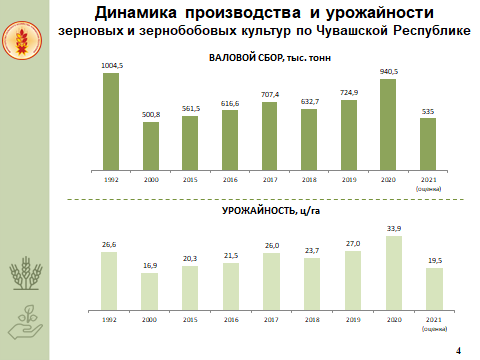 Динамика производства и урожайности
зерновых и зернобобовых культур по Чувашской Республике
ВАЛОВОЙ СБОР, тыс. тонн
1004,5
500,8
561,5
616,6
707,4
632,7
724,9
940,5
535
1992 2000 2015 2016 2017 2018 2019 2020 2021
(оценка)
УРОЖАЙНОСТЬ, ц/га
26,6
16,9
20,3
21,5
26,0
23,7
27,0
33,9
19,5
1992 2000 2015 2016 2017 2018 2019 2020 2021
(оценка)
4